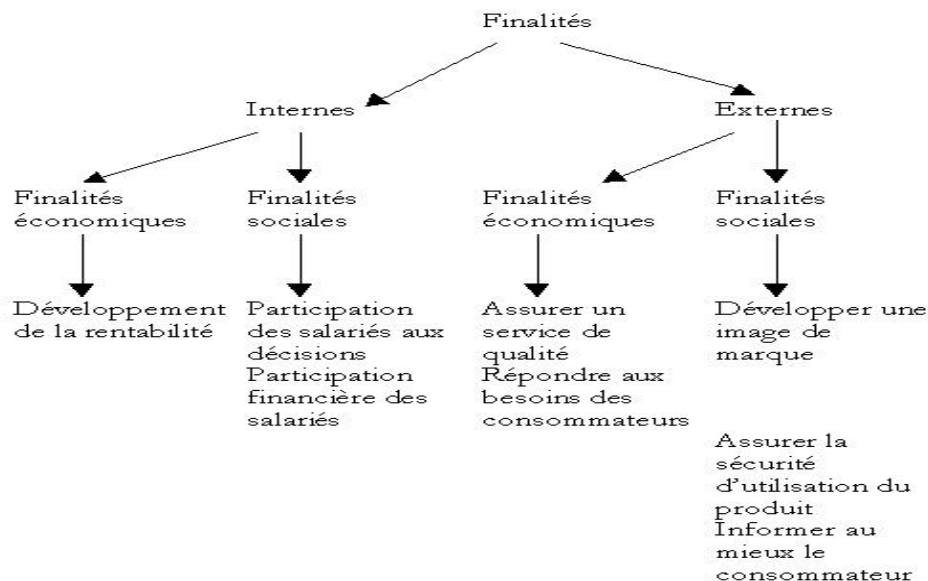 Finalités
Internes
Externes
Finalités
économiques
Finalités
sociales
Finalités
économiques
Finalités
sociales
Développement
de la rentabilité
Participation
des salariés aux
décisions
Participation
financière des
salariés
Assurer un
service de
qualité
Répondre aux
besoins des
consommateurs
Développer une
image de
marque
Assurer la
sécurité
d'utilisation du
produit
Informer au
mieux le
consommateur